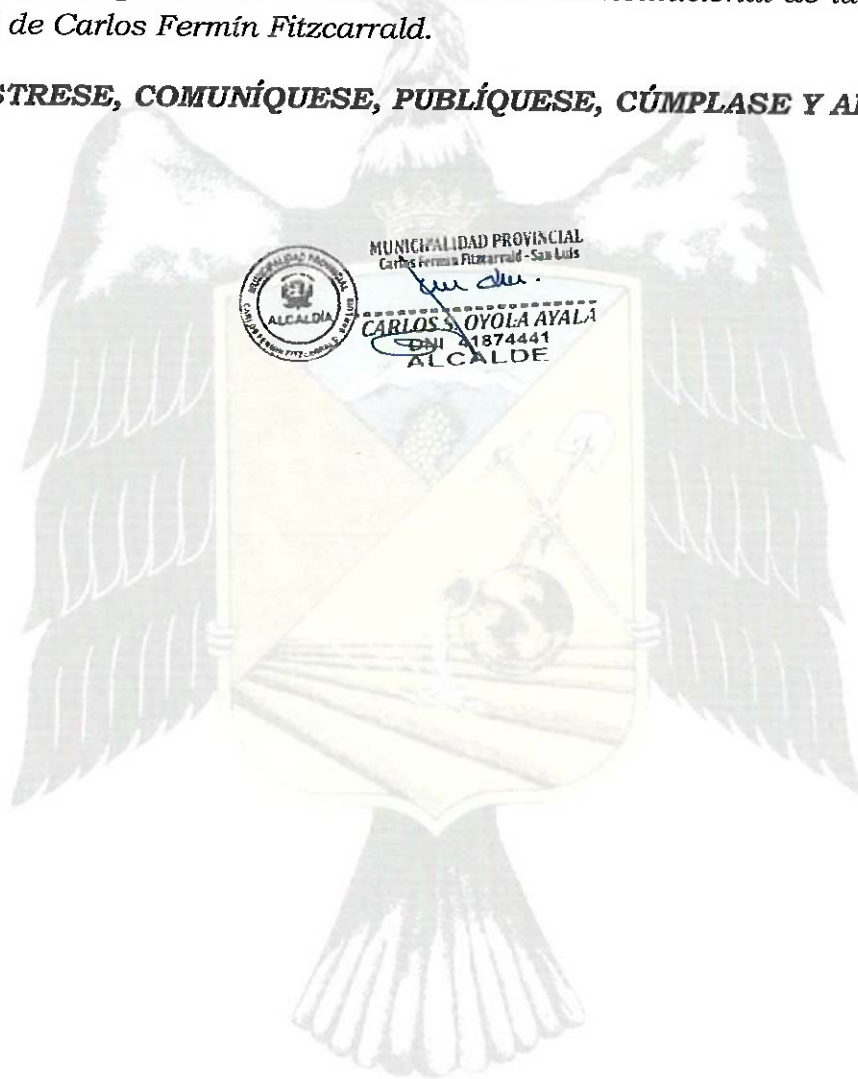 de Carlos Fermín Fitzcarrald.
STRESE, COMUNÍQUESE, PUBLÍQUESE, CÚMPLASE Y
MUNICIPALIDAD PROVINCIAL
Carlos Fermin Fitzcarrald - San Luis
ALCALDÍA
CARLOS S. OYOLA AYALA
DNI 41874441
ALCALDE